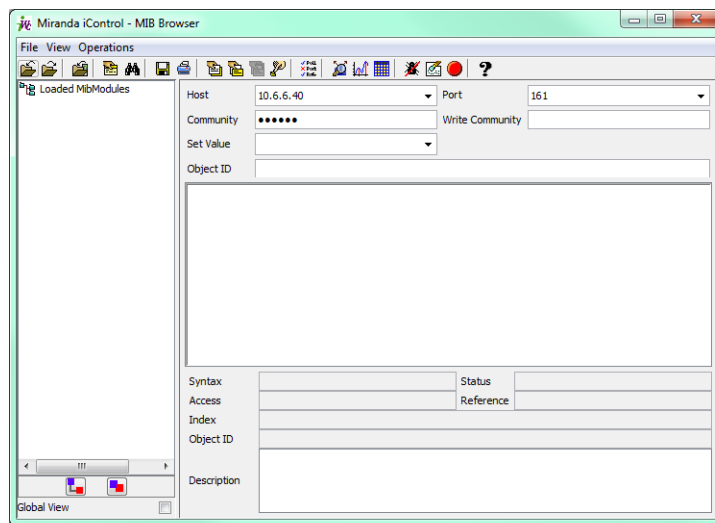 Miranda iControl - MIB Browser
File View Operations
Loaded MibModules
Host 10.6.6.40 Port 161
Community •••••• Write Community
Set Value
Object ID
Syntax Status
Access Reference
Index
Object ID
Description
Global View